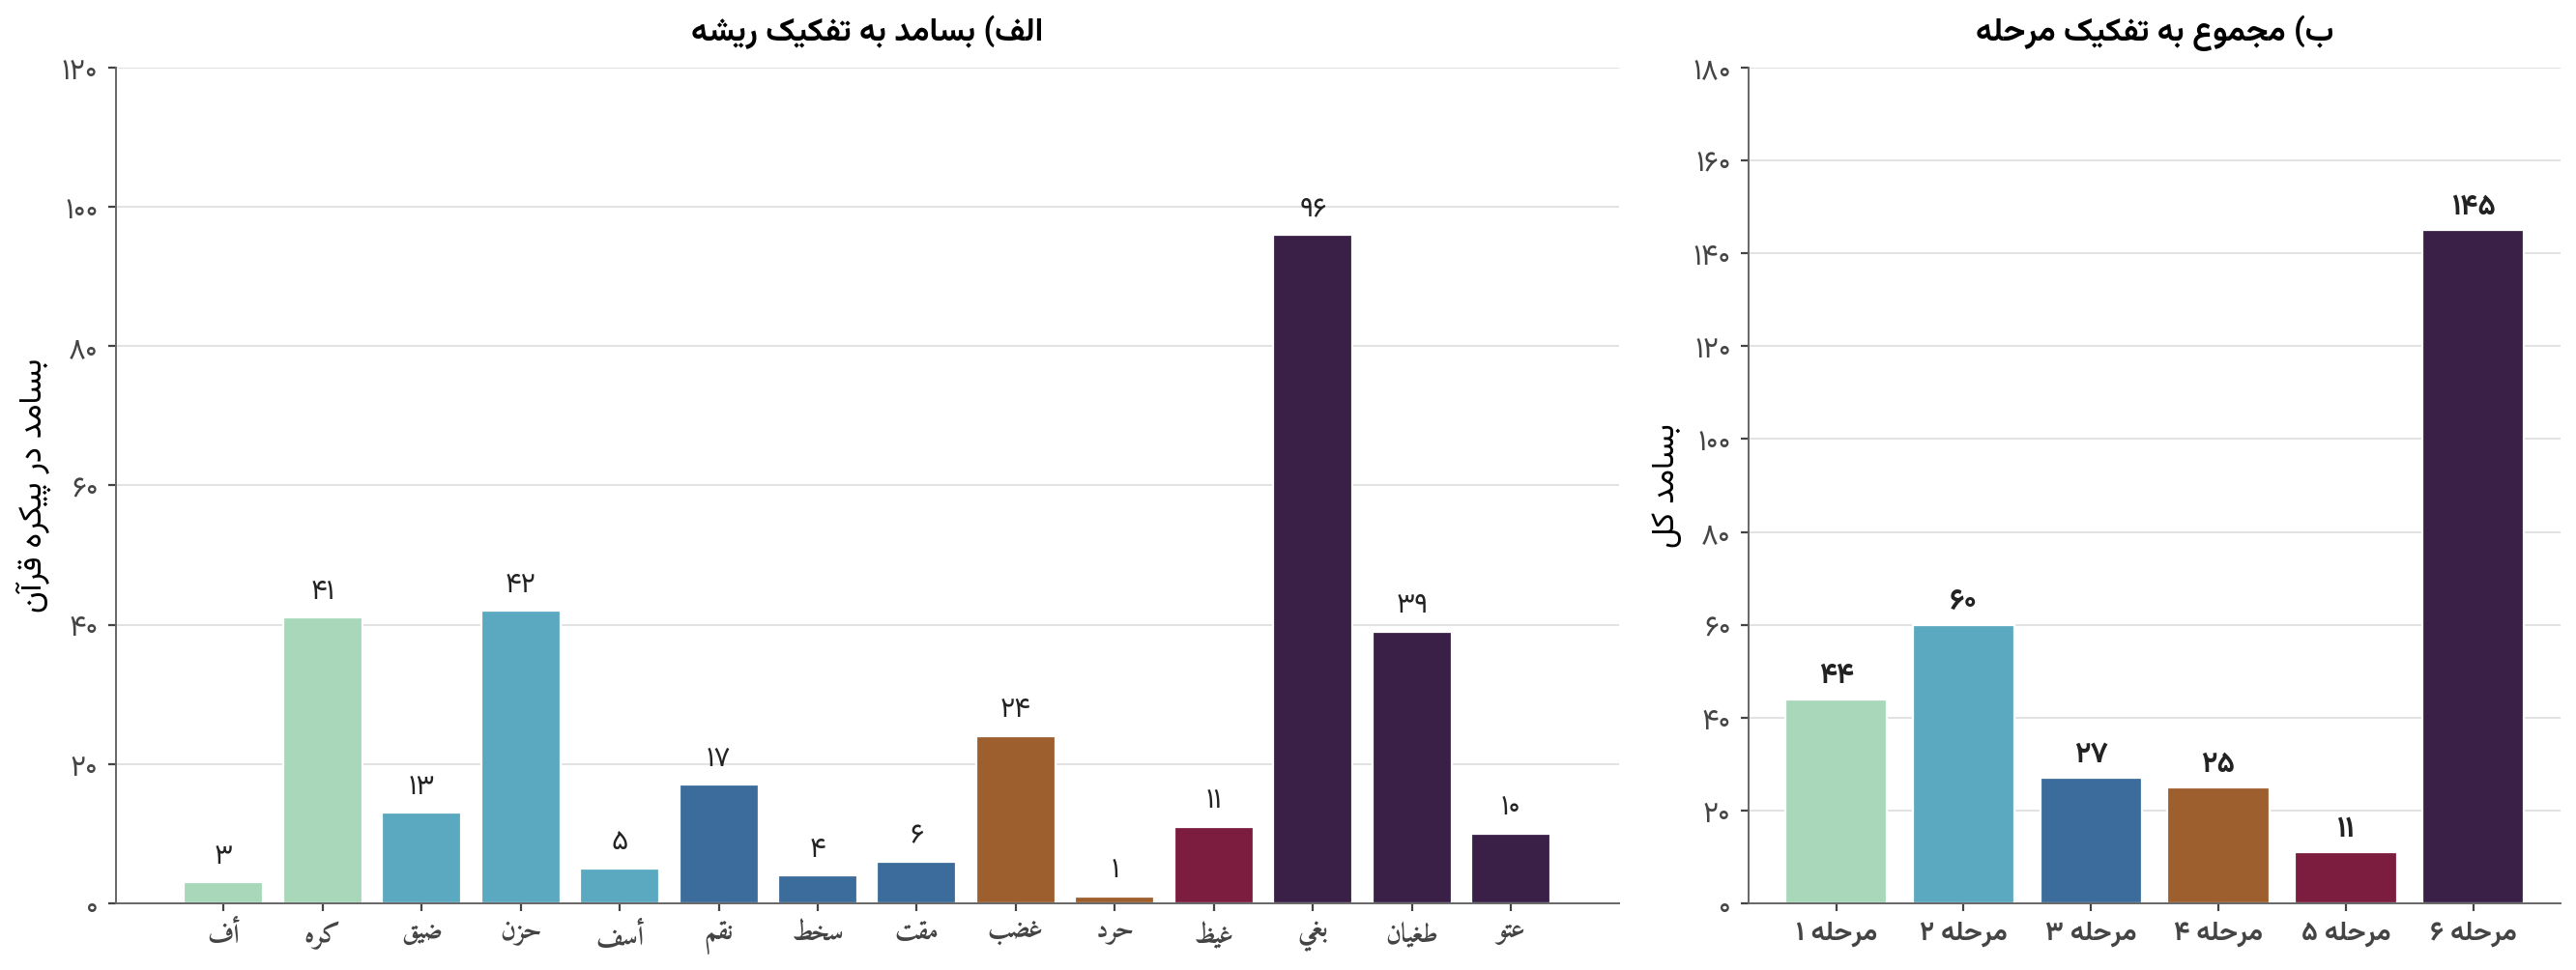 الف) بسامد به تفکیک ریشه
بسامد در پیکره قرآن
۱۲۰
۱۰۰
۸۰
۶۰
۴۰
۲۰
۰
۳
۴۱
۱۳
۴۲
۵
۱۷
۴
۶
۲۴
۱
۱۱
۹۶
۳۹
۱۰
أف
کره
ضيق
حزن
أسف
نقم
سخط
مقت
غضب
حرد
غيظ
بغي
طغيان
عتو
ب) مجموع به تفکیک مرحله
بسامد کل
۱۸۰
۱۶۰
۱۴۰
۱۲۰
۱۰۰
۸۰
۶۰
۴۰
۲۰
۰
۴۴
۶۰
۲۷
۲۵
۱۱
۱۴۵
مرحله ۱
مرحله ۲
مرحله ۳
مرحله ۴
مرحله ۵
مرحله ۶